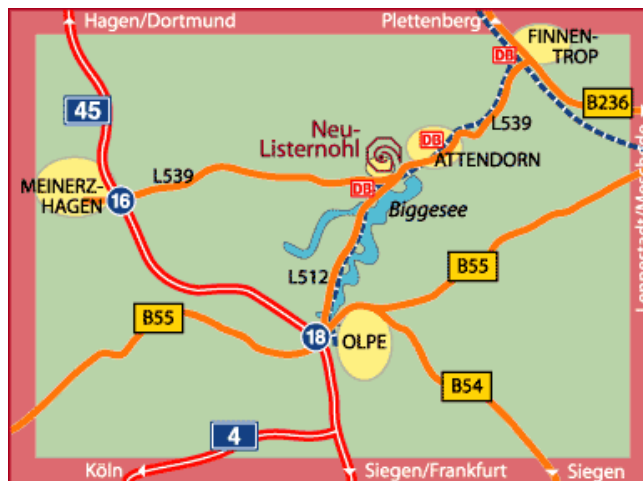 Hagen/Dortmund
Plettenberg
FINNEN-
TROP
DB
45
B236
Neu-
Listernohl
DB
L539
ATTENDORN
MEINERZ-
HAGEN
L539
16
DB
Biggesee
L512
B55
B55
18
OLPE
B54
4
Köln
Siegen/Frankfurt
Siegen